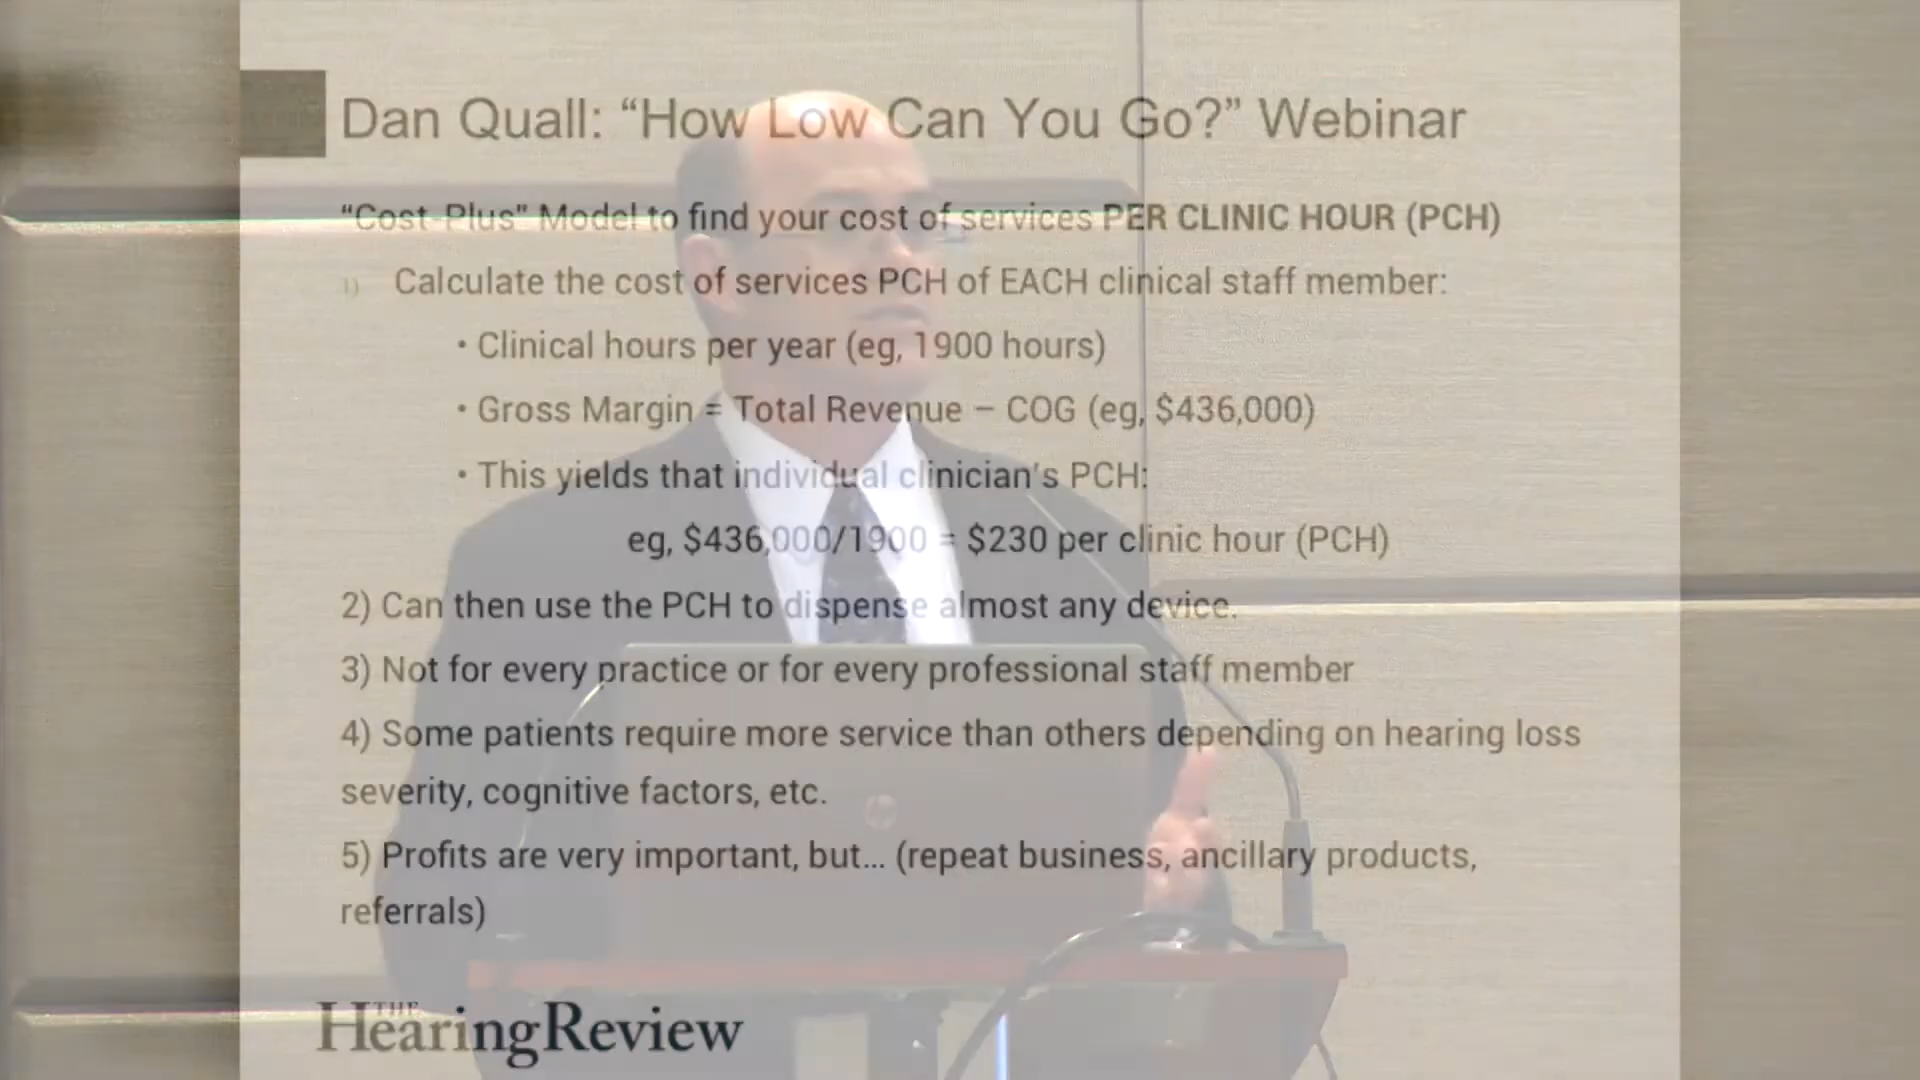 Dan Quall: “How Low Can You Go?” Webinar
“Cost-Plus” Model to find your cost of services PER CLINIC HOUR (PCH)
1) Calculate the cost of services PCH of EACH clinical staff member:
• Clinical hours per year (eg, 1900 hours)
• Gross Margin = Total Revenue – COG (eg, $436,000)
• This yields that individual clinician's PCH:
eg, $436,000/1900 = $230 per clinic hour (PCH)
2) Can then use the PCH to dispense almost any device.
3) Not for every practice or for every professional staff member
4) Some patients require more service than others depending on hearing loss
severity, cognitive factors, etc.
5) Profits are very important, but... (repeat business, ancillary products,
referrals)
THE
HearingReview
hp